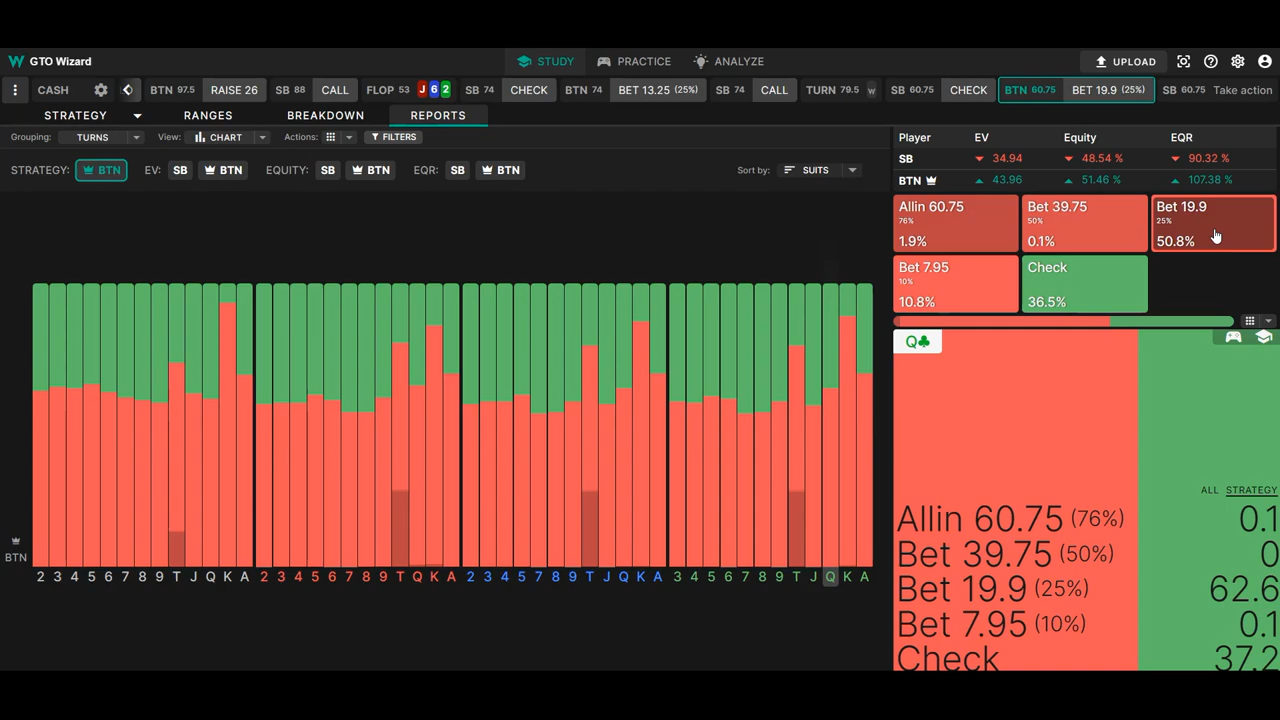 GTO Wizard
STUDY PRACTICE ANALYZE
UPLOAD
CASH BTN 97.5 RAISE 26 SB 88 CALL FLOP 53 J 6 2 SB 74 CHECK BTN 74 BET 13.25 (25%) SB 74 CALL TURN 79.5 W SB 60.75 CHECK BTN 60.75 BET 19.9 (25%) SB 60.75 Take action
STRATEGY RANGES BREAKDOWN REPORTS
Grouping: TURNS View: CHART Actions: FILTERS
STRATEGY: BTN EV: SB BTN EQUITY: SB BTN EQR: SB BTN Sort by: SUITS
BTN
2 3 4 5 6 7 8 9 T J Q K A 2 3 4 5 6 7 8 9 T Q K A 2 3 4 5 7 8 9 T J Q K A 3 4 5 6 7 8 9 T J Q K A
Player EV Equity EQR
SB 34.94 48.54 % 90.32 %
BTN 43.96 51.46 % 107.38 %
Allin 60.75
76%
1.9%
Bet 39.75
50%
0.1%
Bet 19.9
25%
50.8%
Bet 7.95
10%
10.8%
Check
36.5%
Q♣
ALL STRATEGY
Allin 60.75 (76%) 0.1
Bet 39.75 (50%) 0
Bet 19.9 (25%) 62.6
Bet 7.95 (10%) 0.1
Check 37.2